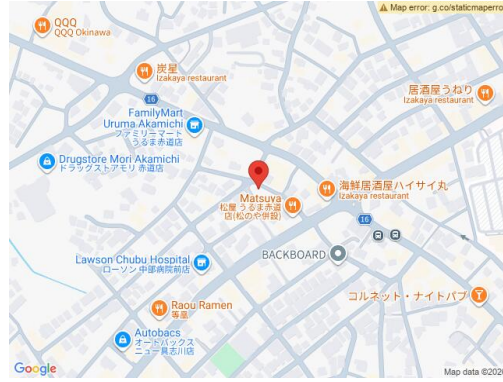 Map error: g.co/staticmaperro
QQQ
QQQ Okinawa
炭星
Izakaya restaurant
居酒屋うねり
Izakaya restaurant
16
FamilyMart
Uruma Akamichi
ファミリーマート
うるま赤道店
Drugstore Mori Akamichi
ドラッグストアモリ 赤道店
Matsuya
松屋 うるま赤道
店(松のや併設)
海鮮居酒屋ハイサイ丸
Izakaya restaurant
16
BACKBOARD
Lawson Chubu Hospital
ローソン 中部病院前店
コルネット・ナイトパブ
Raou Ramen
等皇
Autobacs
オートバックス
ニュー具志川店
Google
Map data ©202